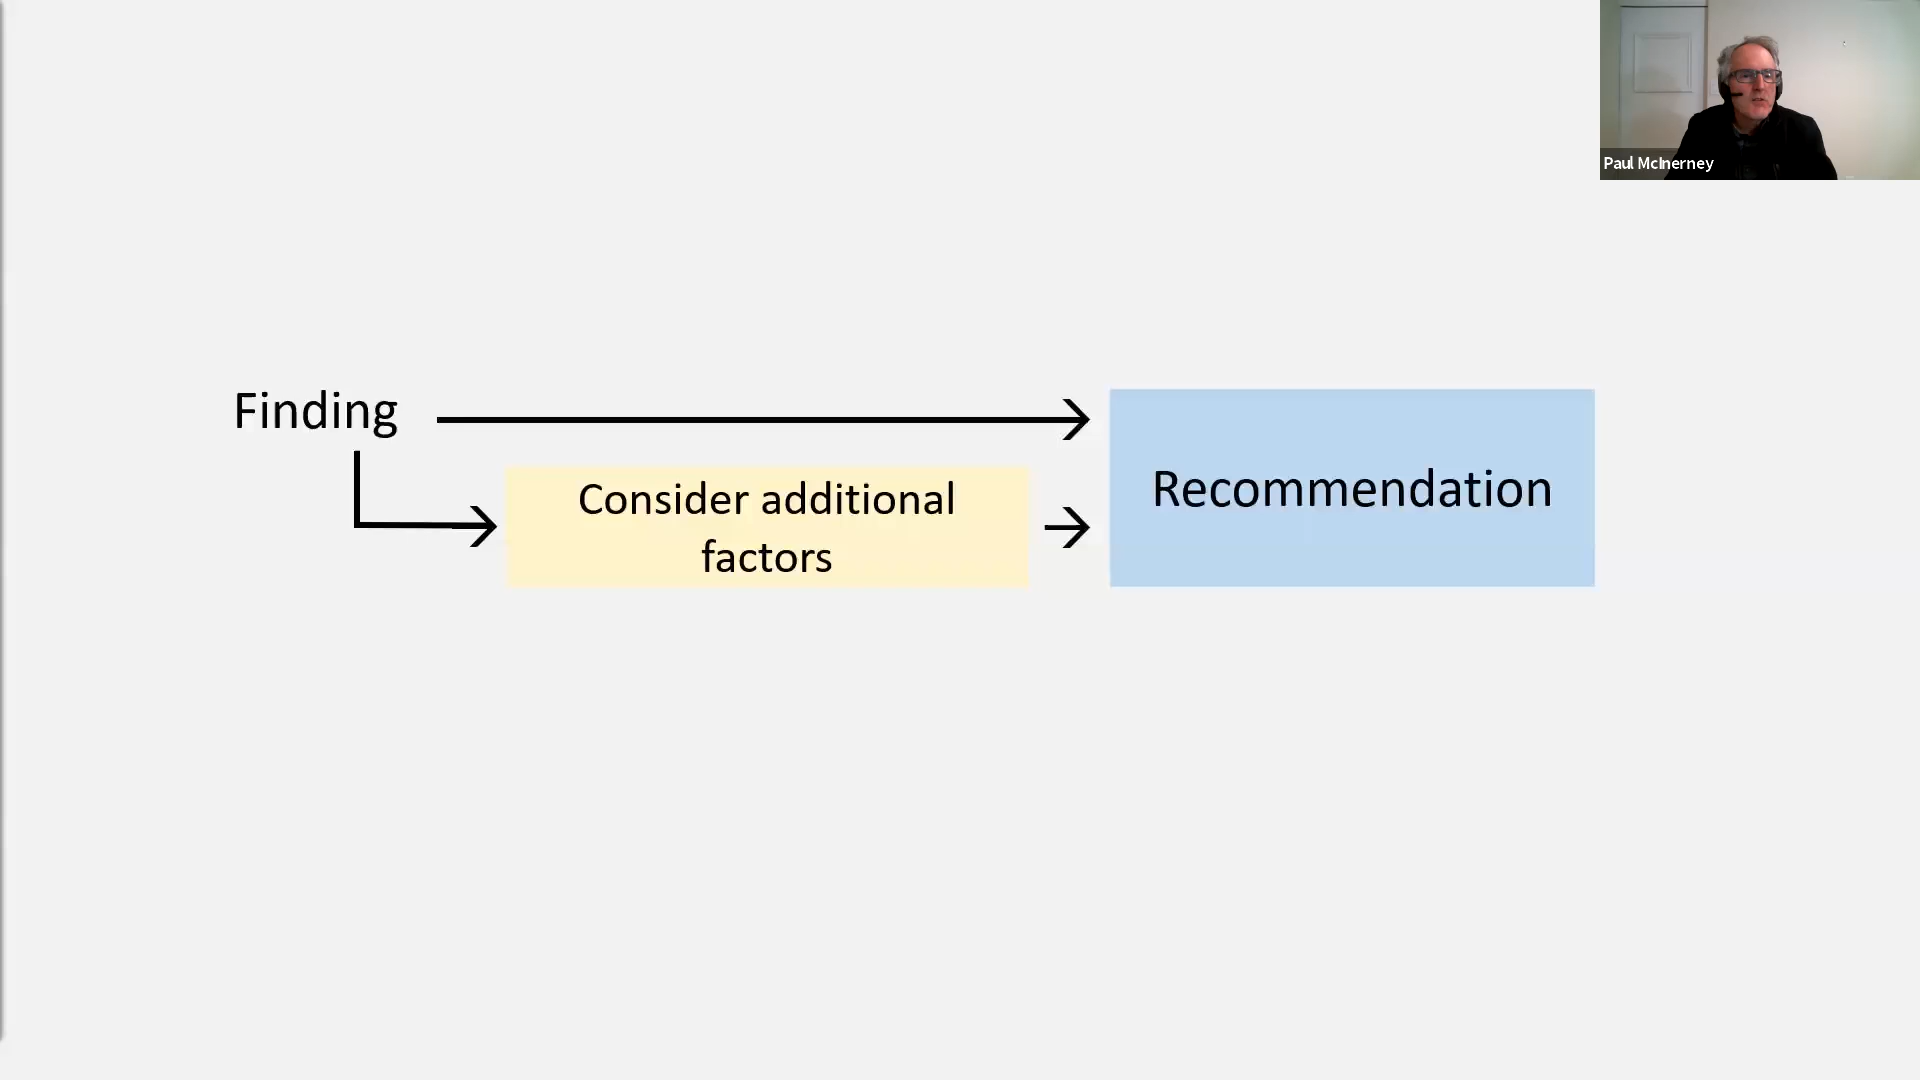 Paul McInerney
Finding
Consider additional
factors
Recommendation